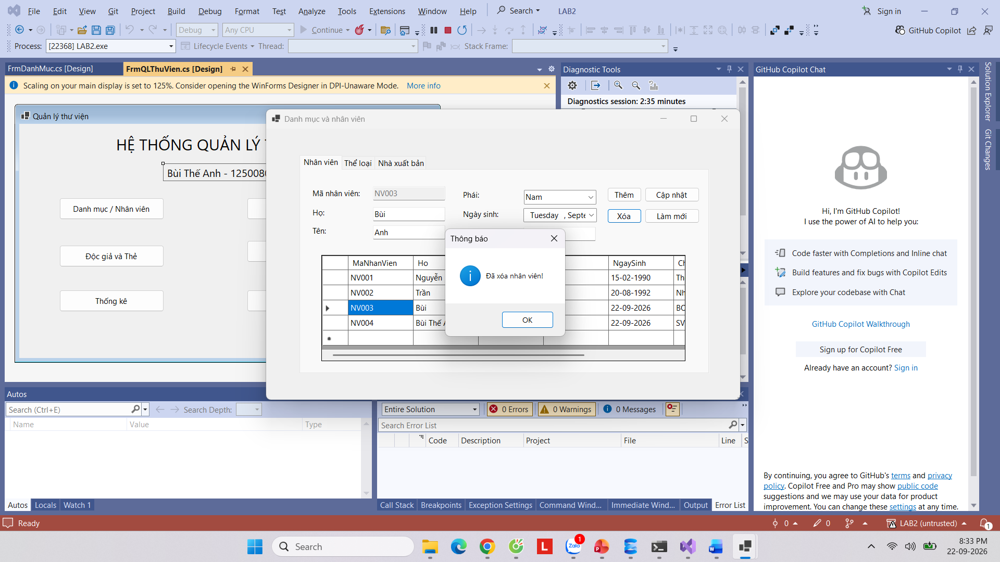 File Edit View Git Project Build Debug Format Test Analyze Tools Extensions Window Help Search LAB2 Sign in
Debug Any CPU Continue GitHub Copilot
Process: [22368] LAB2.exe Lifecycle Events Thread: Stack Frame:
FrmDanhMuc.cs [Design] FrmQLThuVien.cs [Design]
Scaling on your main display is set to 125%. Consider opening the WinForms Designer in DPI-Unaware Mode. More info
Quản lý thư viện
HỆ THỐNG QUẢN LÝ
Bùi Thế Anh - 1250080
Danh mục / Nhân viên
Độc giả và Thẻ
Thống kê
Danh mục và nhân viên
Nhân viên Thể loại Nhà xuất bản
Mã nhân viên: NV003 Phái: Nam Thêm Cập nhật
Họ: Bùi Ngày sinh: Tuesday , Septe Xóa Làm mới
Tên: Anh
MaNhanVien Ho NgaySinh
NV001 Nguyễn 15-02-1990 Th
NV002 Trần 20-08-1992 Nh
NV003 Bùi 22-09-2026
NV004 Bùi Thế 22-09-2026 SV
Thông báo
Đã xóa nhân viên!
OK
Diagnostic Tools
Diagnostics session: 2:35 minutes
GitHub Copilot Chat
Hi, I'm GitHub Copilot!
I use the power of AI to help you:
Code faster with Completions and Inline chat
Build features and fix bugs with Copilot Edits
Explore your codebase with Chat
GitHub Copilot Walkthrough
Sign up for Copilot Free
Already have an account? Sign in
By continuing, you agree to GitHub's terms and privacy
policy. Copilot Free and Pro may show public code
suggestions and we may use your data for product
improvement. You can change these settings at any time.
Solution Explorer
Git Changes
Autos
Search (Ctrl+E) Search Depth:
Name Value Type
Autos Locals Watch 1
Entire Solution 0 Errors 0 Warnings 0 Messages
Search Error List
Code Description Project File Line S
Call Stack Breakpoints Exception Settings Command Wind... Immediate Wind... Output Error List
Ready 0 0 LAB2 (untrusted) 1
Search L Zalo 1 P W
8:33 PM
22-09-2026